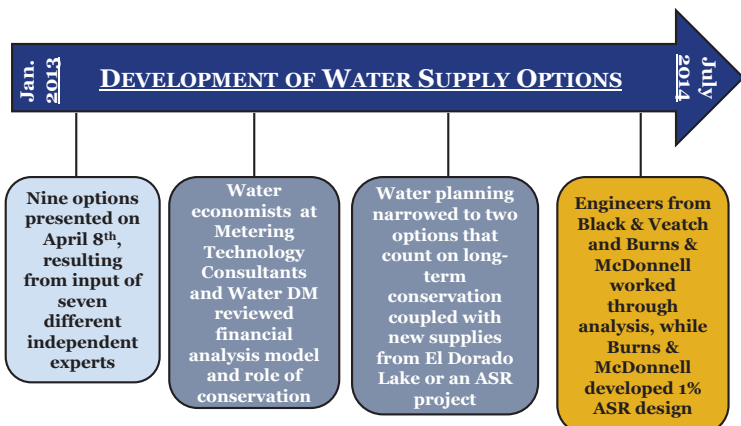 Jan.
2013
DEVELOPMENT OF WATER SUPPLY OPTIONS
July
2014
Nine options
presented on
April 8th,
resulting
from input of
seven
different
independent
experts
Water
economists at
Metering
Technology
Consultants
and Water DM
reviewed
financial
analysis model
and role of
conservation
Water planning
narrowed to two
options that
count on long-
term
conservation
coupled with
new supplies
from El Dorado
Lake or an ASR
project
Engineers from
Black & Veatch
and Burns &
McDonnell
worked
through
analysis, while
Burns &
McDonnell
developed 1%
ASR design